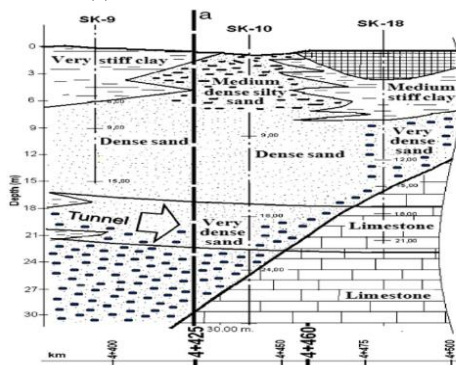 SK-9
a
SK-10
SK-18
Very stiff clay
Medium
dense silty
sand
Medium
stiff clay
Dense sand
Dense sand
Very
dense
sand
Tunnel
Very
dense
sand
Limestone
Limestone
Depth (m)
0
3
6
9
12
15
18
21
24
27
30
6,00
9,00
15,00
9,00
24,00
12,00
15,00
18,00
21,00
30.00 m.
4+425
4+460
km
4+400
4+450
4+475
4+500